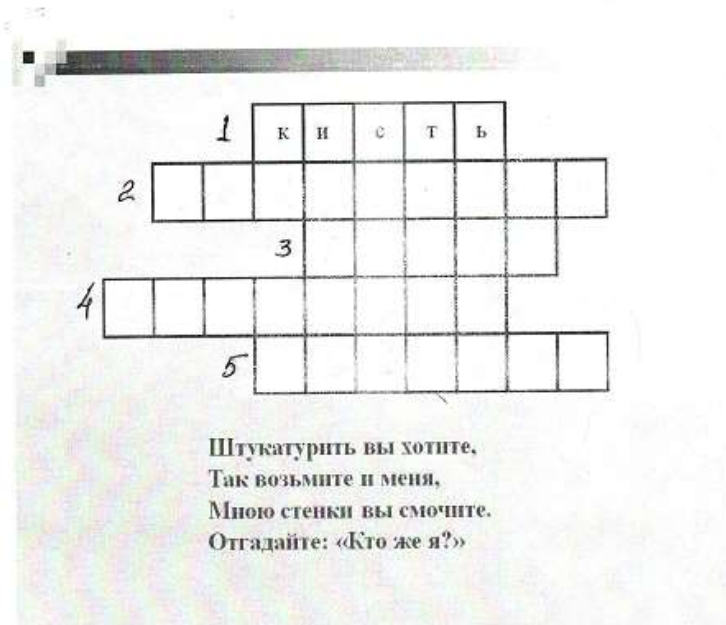 1 к и с т ь
2
3
4
5
Штукатурить вы хотите,
Так возьмите и меня,
Мною стенки вы смочите.
Отгадайте: «Кто же я?»